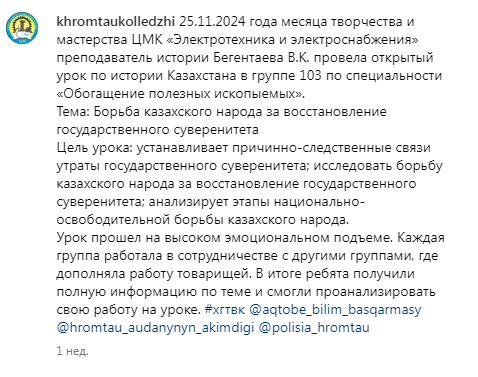 khromtaukolledzhi 25.11.2024 года месяца творчества и
мастерства ЦМК «Электротехника и электроснабжения»
преподаватель истории Бегентаева В.К. провела открытый
урок по истории Казахстана в группе 103 по специальности
«Обогащение полезных ископыемых».
Тема: Борьба казахского народа за восстановление
государственного суверенитета
Цель урока: устанавливает причинно-следственные связи
утраты государственного суверенитета; исследовать борьбу
казахского народа за восстановление государственного
суверенитета; анализирует этапы национально-
освободительной борьбы казахского народа.
Урок прошел на высоком эмоциональном подъеме. Каждая
группа работала в сотрудничестве с другими группами, где
дополняла работу товарищей. В итоге ребята получили
полную информацию по теме и смогли проанализировать
свою работу на уроке. #хгтвк @aqtobe_bilim_basqarmasy
@hromtau_audanynyn_akimdigi @polisia_hromtau
1 нед.